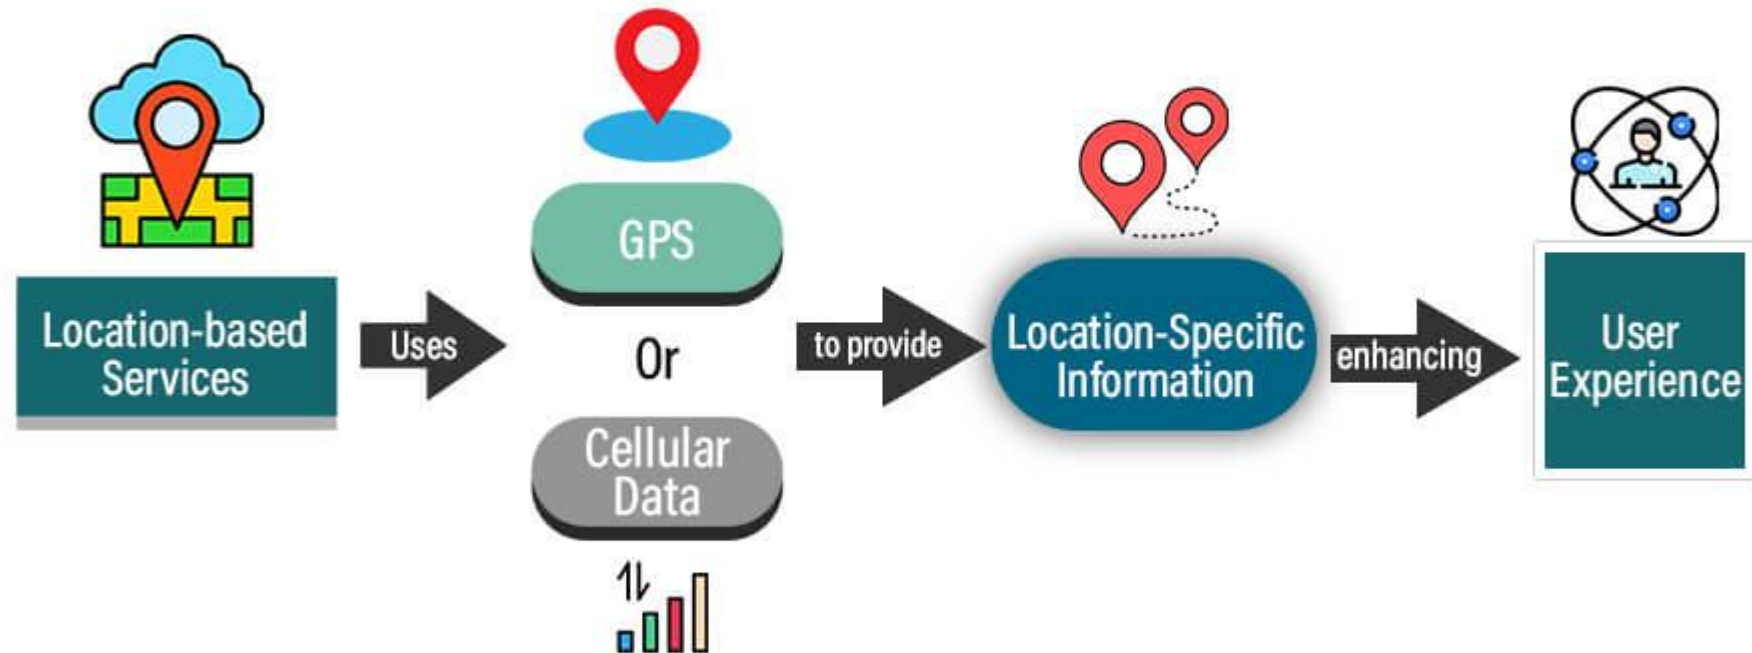 Location-based
Services
Uses
GPS
Or
Cellular
Data
to provide
Location-Specific
Information
enhancing
User
Experience